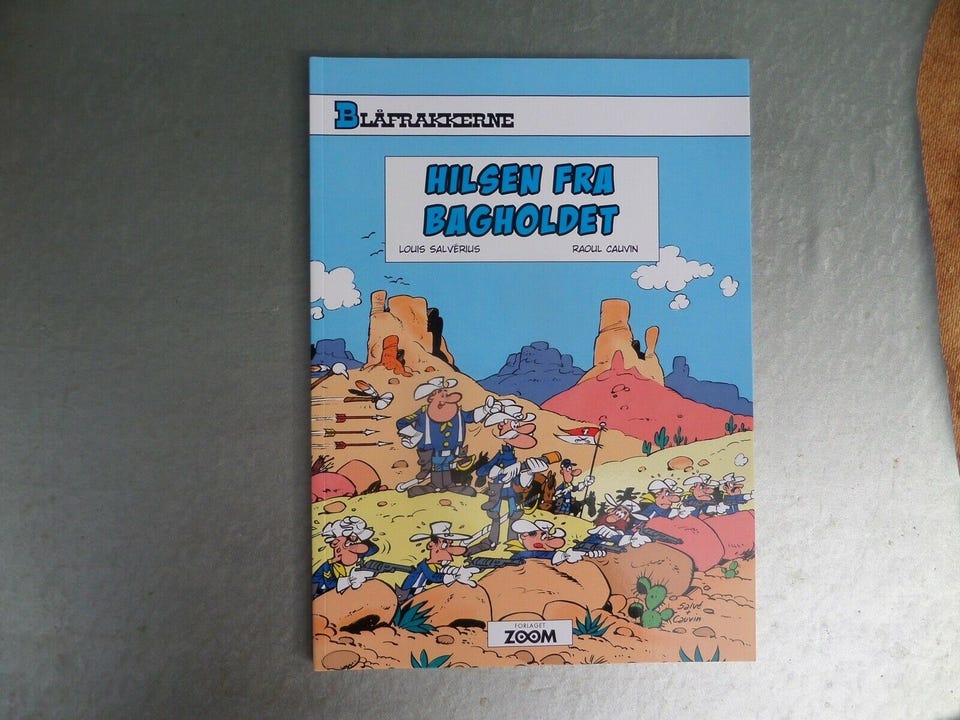 BLÅFRAKKERNE
HILSEN FRA
BAGHOLDET
LOUIS SALVÉRIUS RAOUL CAUVIN
Salvé
+
Cauvin
FORLAGET
ZOOM